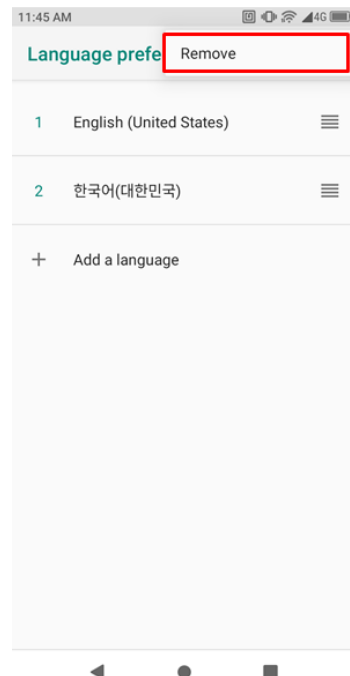 11:45 AM 4G
Language prefe Remove
1 English (United States)
2 한국어(대한민국)
+ Add a language